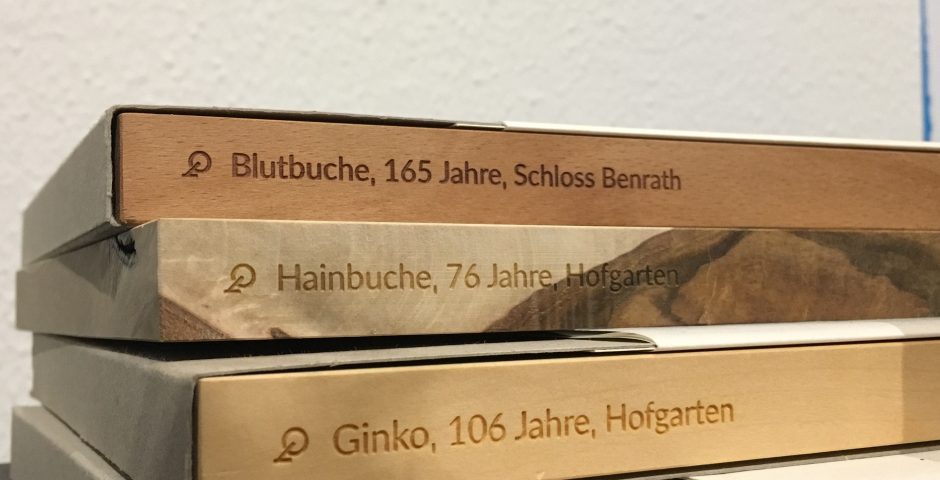 Blutbuche, 165 Jahre, Schloss Benrath
Hainbuche, 76 Jahre, Hofgarten
Ginko, 106 Jahre, Hofgarten